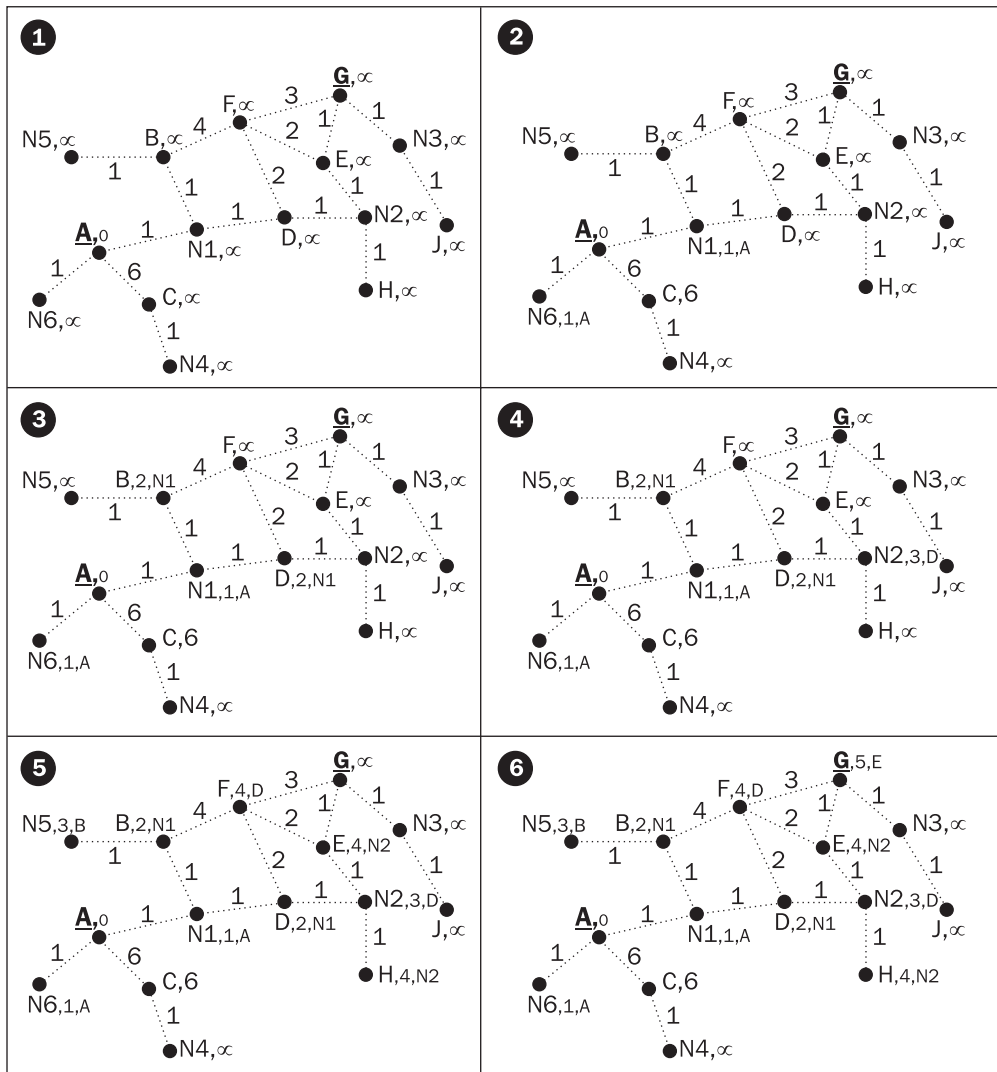 1
G,∝
F,∝ 3 1
N5,∝ B,∝ 4 2 1 N3,∝
E,∝
1 1 2 1 1
A,0 1 1 1 N2,∝
N1,∝ D,∝ J,∝
1 6 1
C,∝ H,∝
N6,∝ 1
N4,∝
2
G,∝
F,∝ 3 1
N5,∝ B,∝ 4 2 1 N3,∝
E,∝
1 1 2 1 1
A,0 1 1 1 N2,∝
N1,1,A D,∝ J,∝
1 6 1
C,6 H,∝
N6,1,A 1
N4,∝
3
G,∝
F,∝ 3 1
N5,∝ B,2,N1 4 2 1 N3,∝
E,∝
1 1 2 1 1
A,0 1 1 1 N2,∝
N1,1,A D,2,N1 J,∝
1 6 1
C,6 H,∝
N6,1,A 1
N4,∝
4
G,∝
F,∝ 3 1
N5,∝ B,2,N1 4 2 1 N3,∝
E,∝
1 1 2 1 1
A,0 1 1 1 N2,3,D
N1,1,A D,2,N1 J,∝
1 6 1
C,6 H,∝
N6,1,A 1
N4,∝
5
G,∝
F,4,D 3 1
N5,3,B B,2,N1 4 2 1 N3,∝
E,4,N2
1 1 2 1 1
A,0 1 1 1 N2,3,D
N1,1,A D,2,N1 J,∝
1 6 1
C,6 H,4,N2
N6,1,A 1
N4,∝
6
G,5,E
F,4,D 3 1
N5,3,B B,2,N1 4 2 1 N3,∝
E,4,N2
1 1 2 1 1
A,0 1 1 1 N2,3,D
N1,1,A D,2,N1 J,∝
1 6 1
C,6 H,4,N2
N6,1,A 1
N4,∝